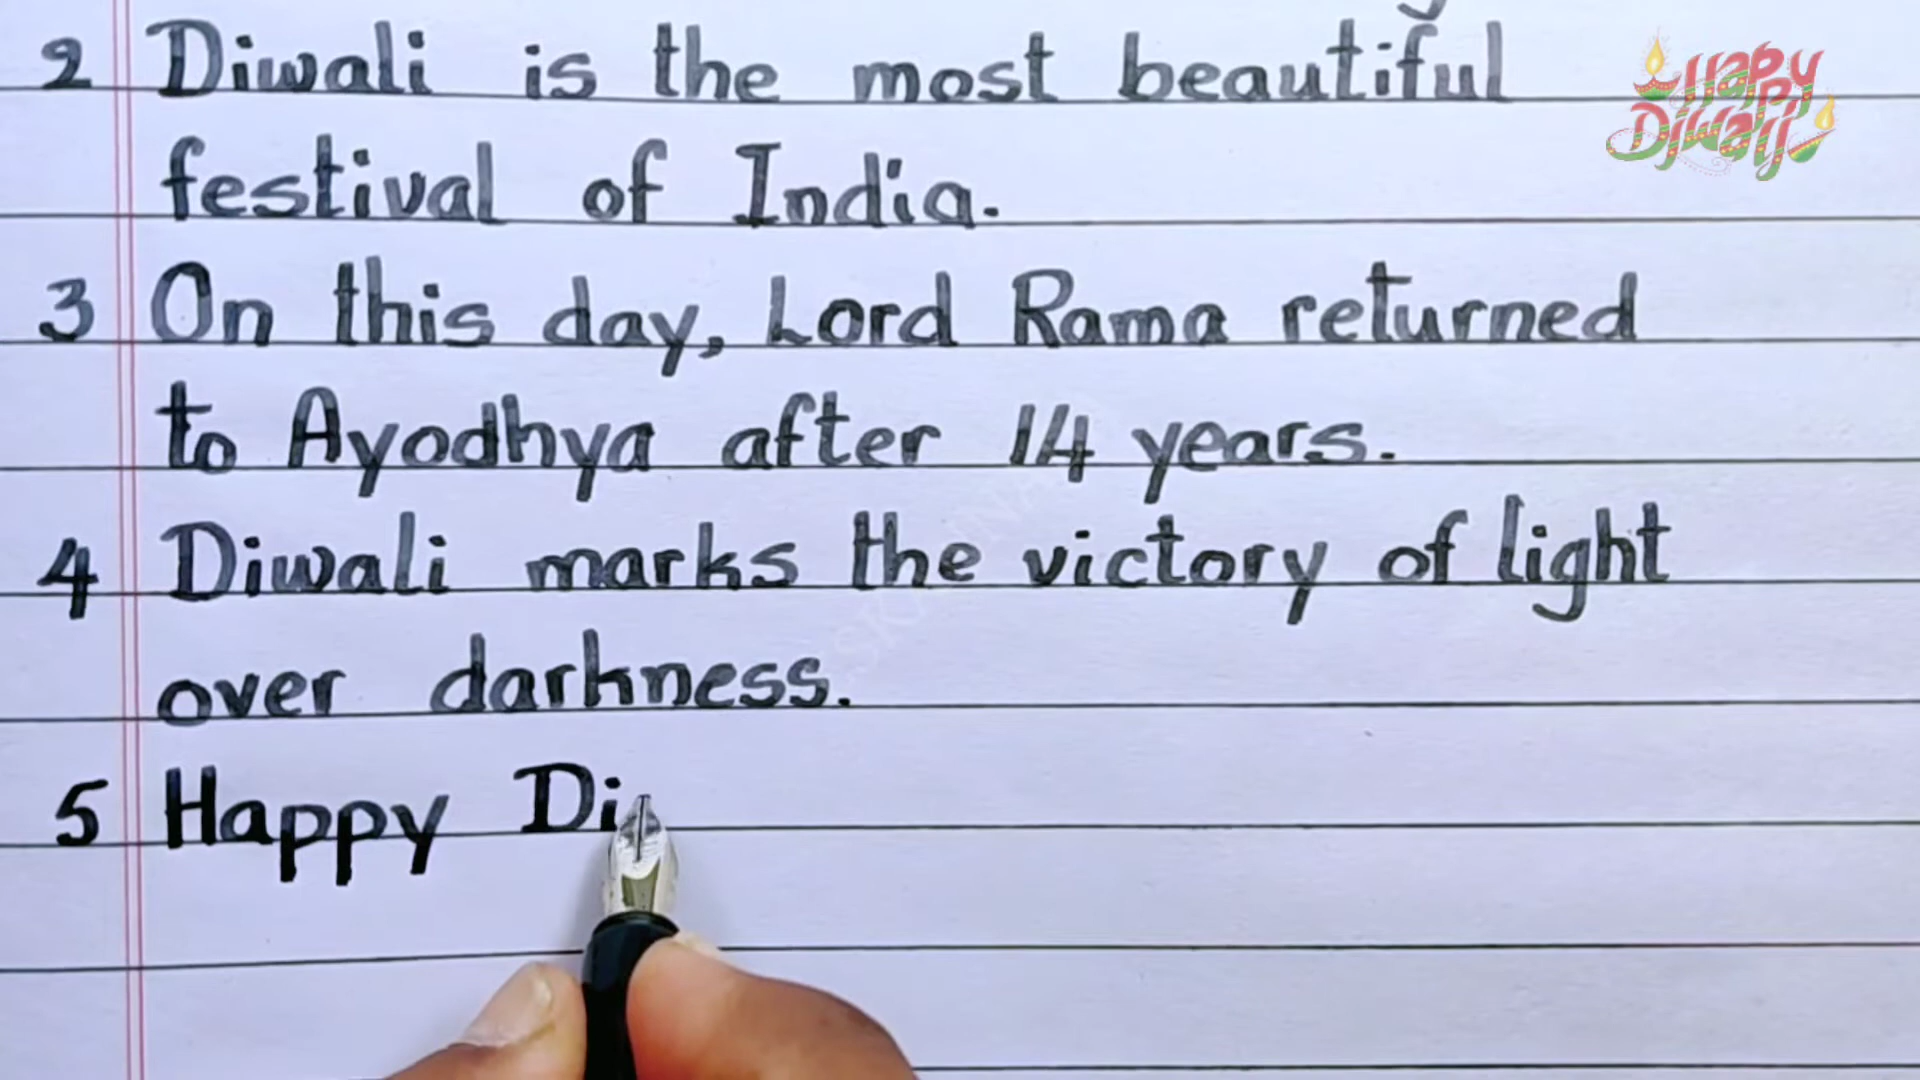 2 Diwali is the most beautiful
festival of India.
3 On this day, Lord Rama returned
to Ayodhya after 14 years.
4 Diwali marks the victory of light
over darkness.
5 Happy Di
Happy
Diwali